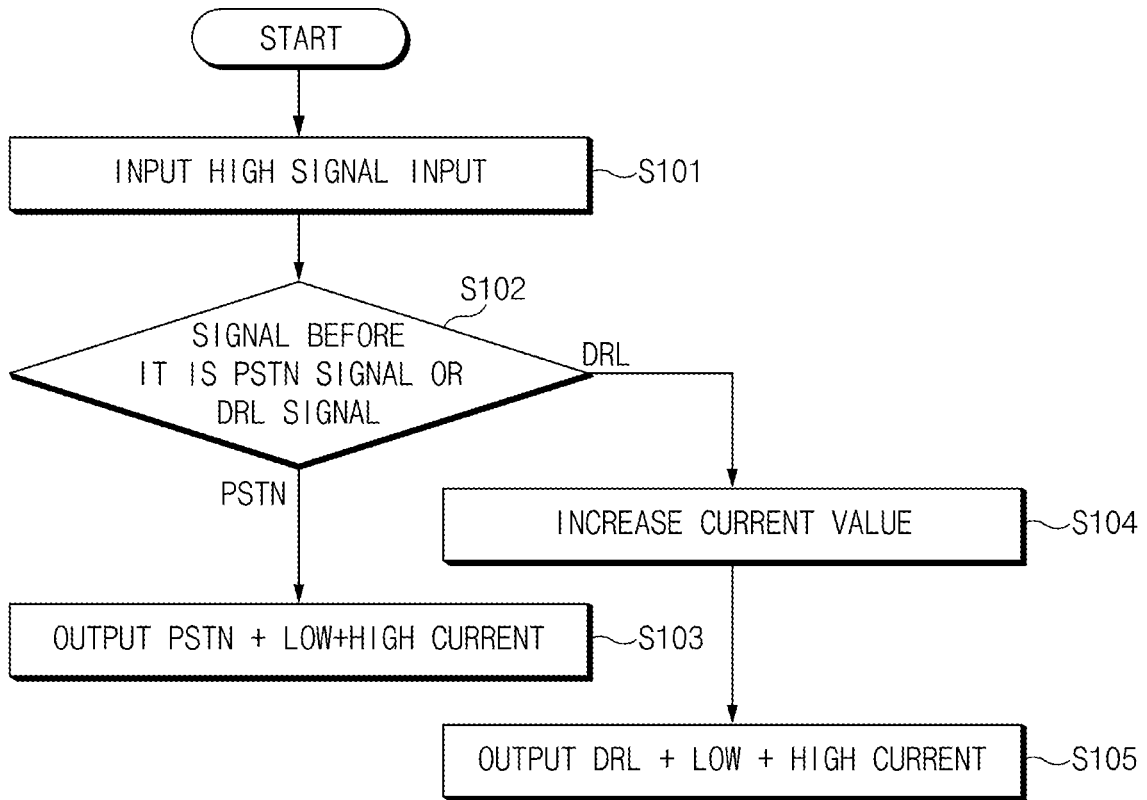 START
INPUT HIGH SIGNAL INPUT
S101
S102
SIGNAL BEFORE
IT IS PSTN SIGNAL OR
DRL SIGNAL
DRL
PSTN
INCREASE CURRENT VALUE
S104
OUTPUT PSTN + LOW+HIGH CURRENT
S103
OUTPUT DRL + LOW + HIGH CURRENT
S105